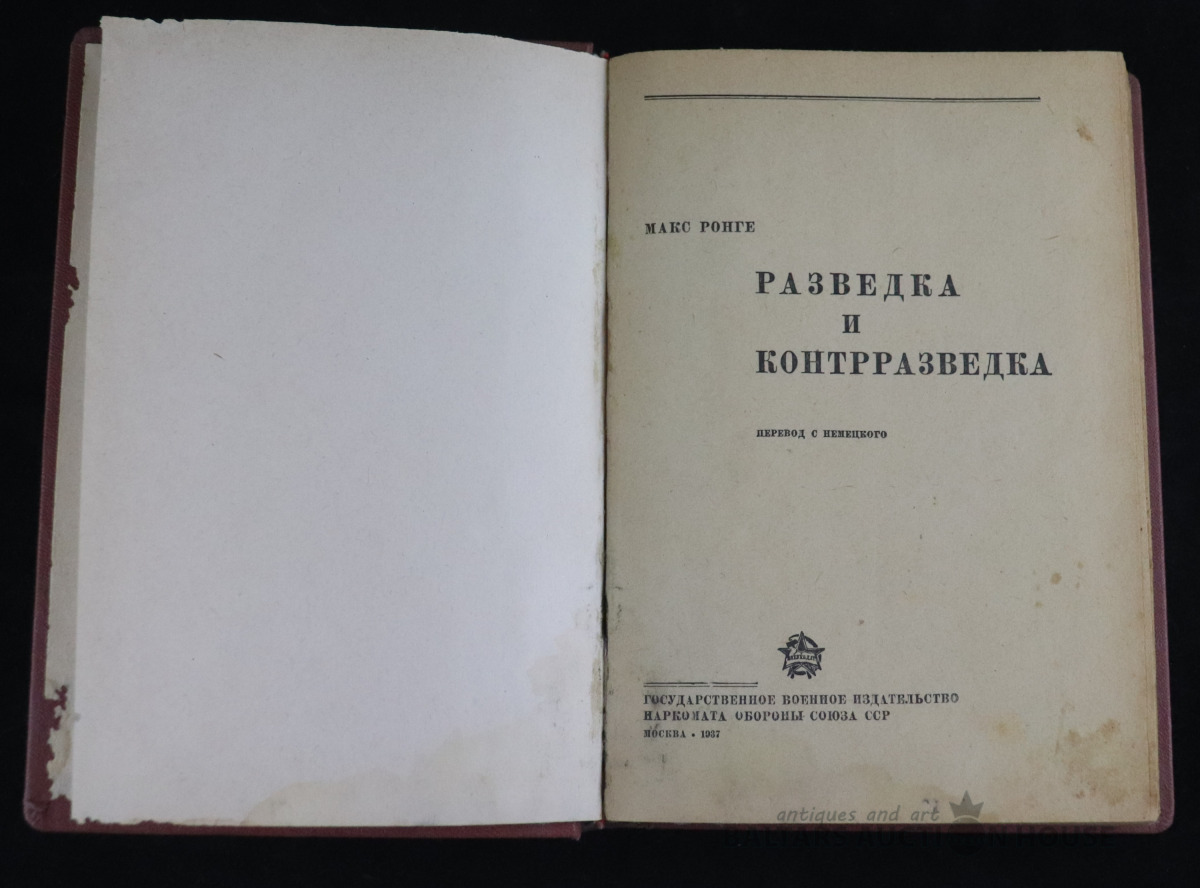 МАКС РОНГЕ
РАЗВЕДКА
И
КОНТРРАЗВЕДКА
ПЕРЕВОД С НЕМЕЦКОГО
ГОСУДАРСТВЕННОЕ ВОЕННОЕ ИЗДАТЕЛЬСТВО
НАРКОМАТА ОБОРОНЫ СОЮЗА ССР
МОСКВА • 1937
antiques and art